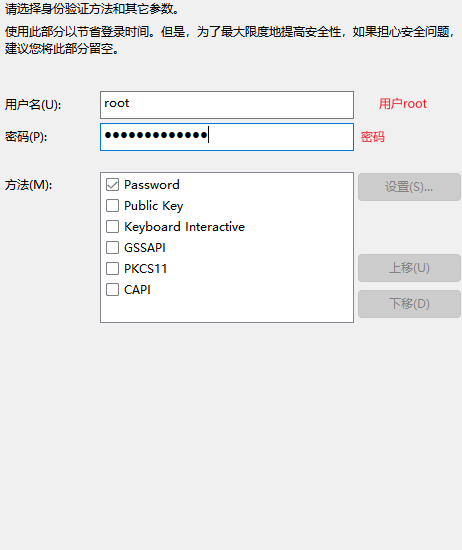 请选择身份验证方法和其它参数。
使用此部分以节省登录时间。但是，为了最大限度地提高安全性，如果担心安全问题，
建议您将此部分留空。
用户名(U): root 用户root
密码(P): ●●●●●●●●●●●●● 密码
方法(M): Password 设置(S)...
Public Key
Keyboard Interactive
GSSAPI
PKCS11 上移(U)
CAPI 下移(D)